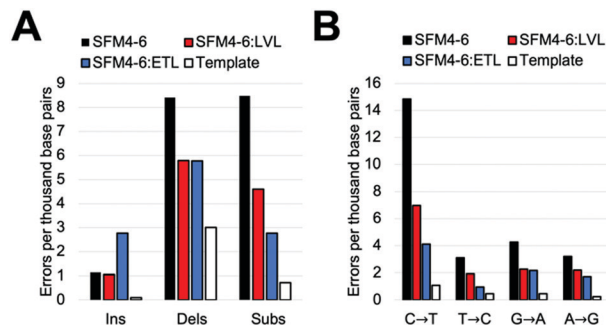 A
SFM4-6 SFM4-6:LVL
SFM4-6:ETL Template
Errors per thousand base pairs
9
8
7
6
5
4
3
2
1
0
Ins Dels Subs
B
SFM4-6 SFM4-6:LVL
SFM4-6:ETL Template
Errors per thousand base pairs
16
14
12
10
8
6
4
2
0
C→T T→C G→A A→G